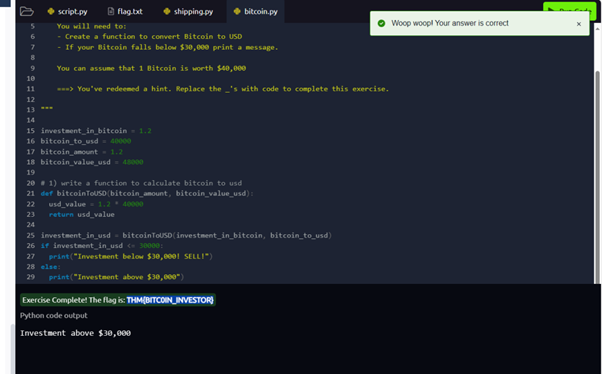 script.py flag.txt shipping.py bitcoin.py Run Code
Woop woop! Your answer is correct ×
5 You will need to:
6 - Create a function to convert Bitcoin to USD
7 - If your Bitcoin falls below $30,000 print a message.
8
9 You can assume that 1 Bitcoin is worth $40,000
10
11 ===> You've redeemed a hint. Replace the _'s with code to complete this exercise.
12
13 """
14
15 investment_in_bitcoin = 1.2
16 bitcoin_to_usd = 40000
17 bitcoin_amount = 1.2
18 bitcoin_value_usd = 48000
19
20 # 1) write a function to calculate bitcoin to usd
21 def bitcoinToUSD(bitcoin_amount, bitcoin_value_usd):
22 usd_value = 1.2 * 40000
23 return usd_value
24
25 investment_in_usd = bitcoinToUSD(investment_in_bitcoin, bitcoin_to_usd)
26 if investment_in_usd <= 30000:
27 print("Investment below $30,000! SELL!")
28 else:
29 print("Investment above $30,000")
Exercise Complete! The flag is: THM{BITC0IN_INVESTOR}
Python code output
Investment above $30,000